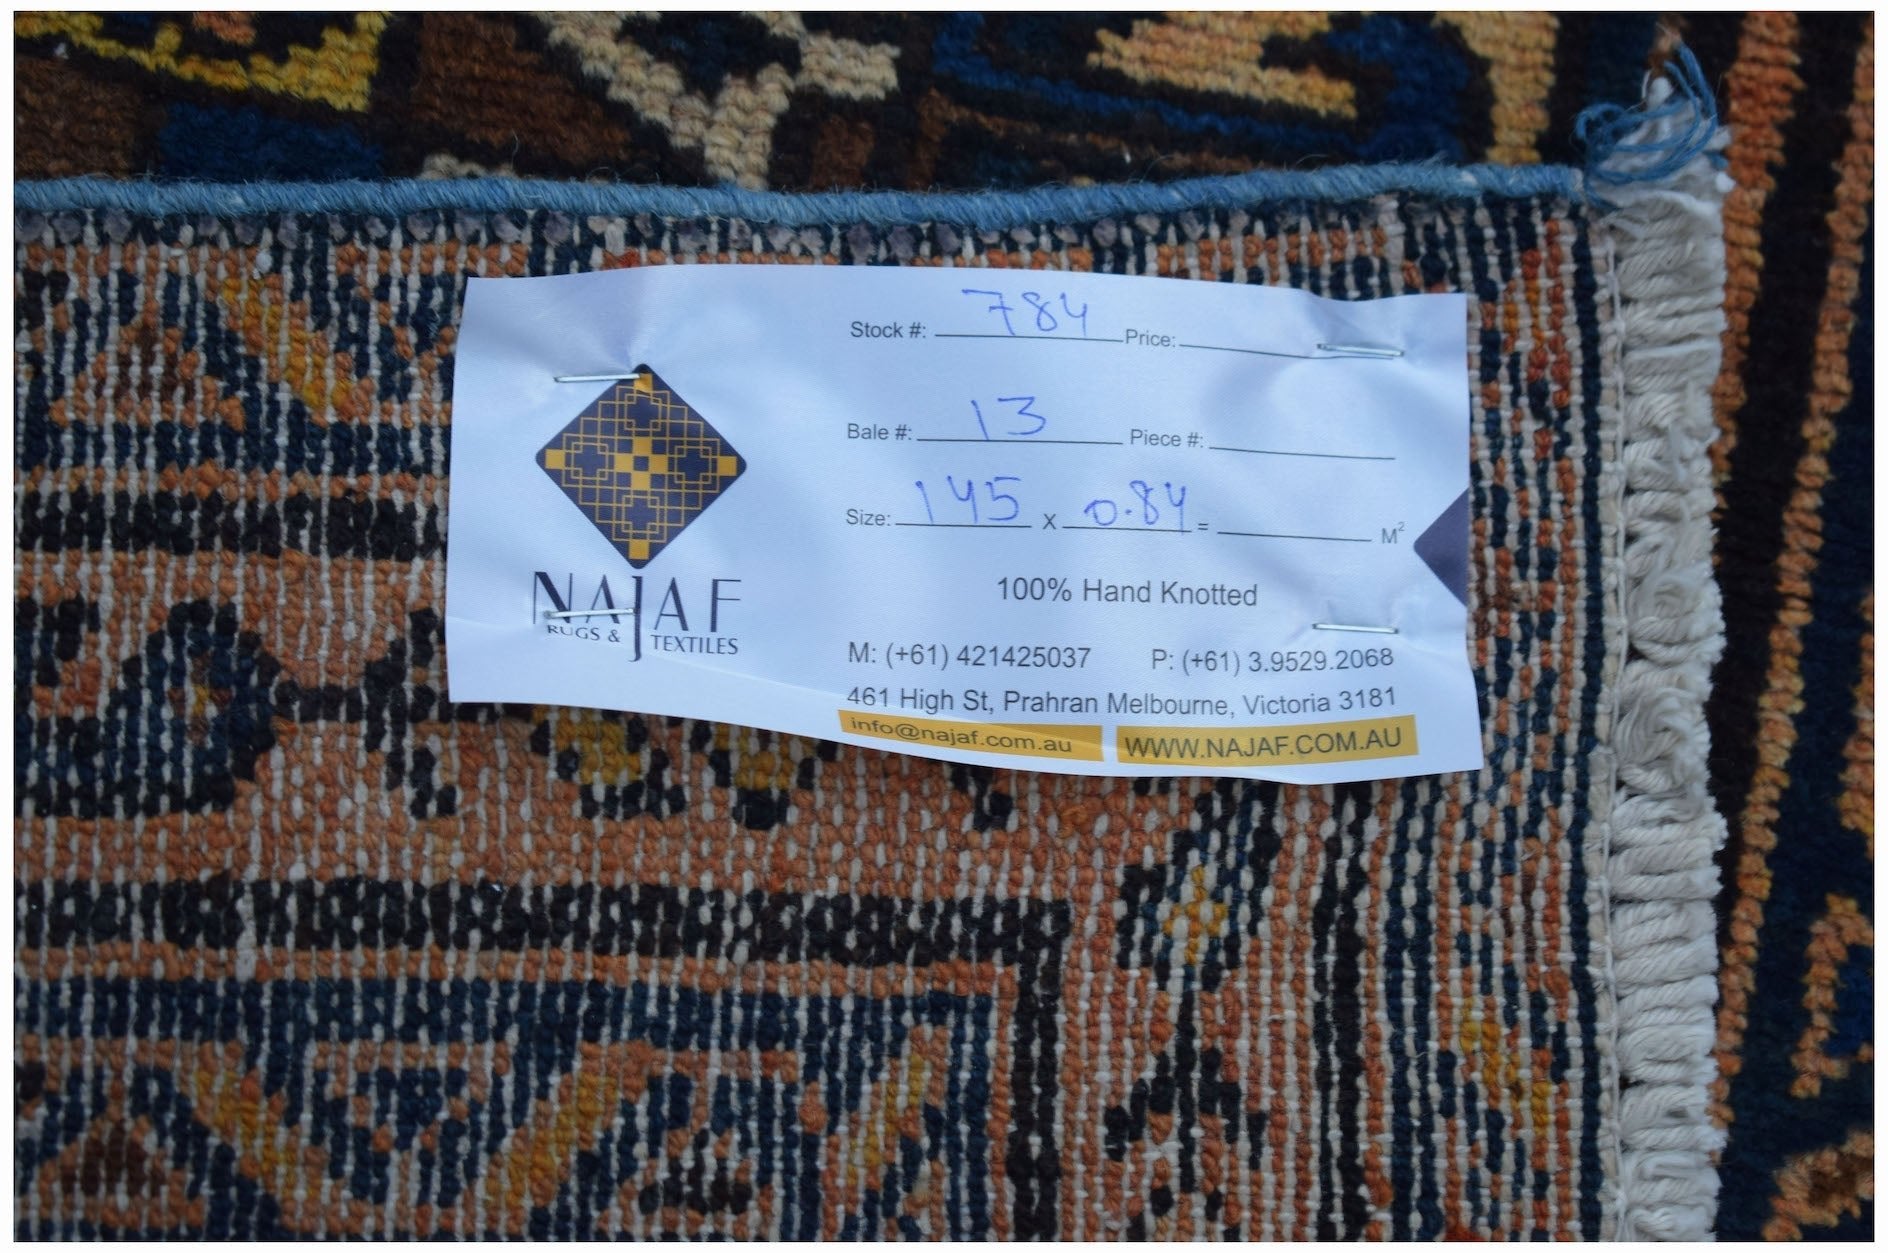 NAJAF
RUGS & TEXTILES
Stock #: 784 Price:
Bale #: 13 Piece #:
Size: 145 x 0.84 = M²
100% Hand Knotted
M: (+61) 421425037 P: (+61) 3.9529.2068
461 High St, Prahran Melbourne, Victoria 3181
info@najaf.com.au WWW.NAJAF.COM.AU